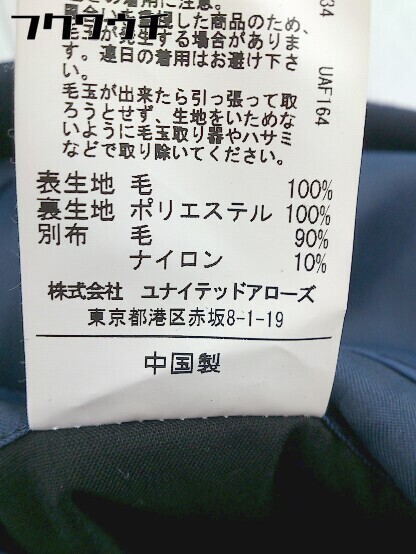 フクウクチ
に注意。
した商品のため、
毛玉が発生する場合がありま
す。連日の着用はお避け下さ
い。
毛玉が出来たら引っ張って取
ろうとせず、生地をいためな
いように毛玉取り器やハサミ
などで取り除いてください。
34
UAF164
表生地 毛 100%
裏生地 ポリエステル 100%
別布 毛 90%
ナイロン 10%
株式会社 ユナイテッドアローズ
東京都港区赤坂8-1-19
中国製